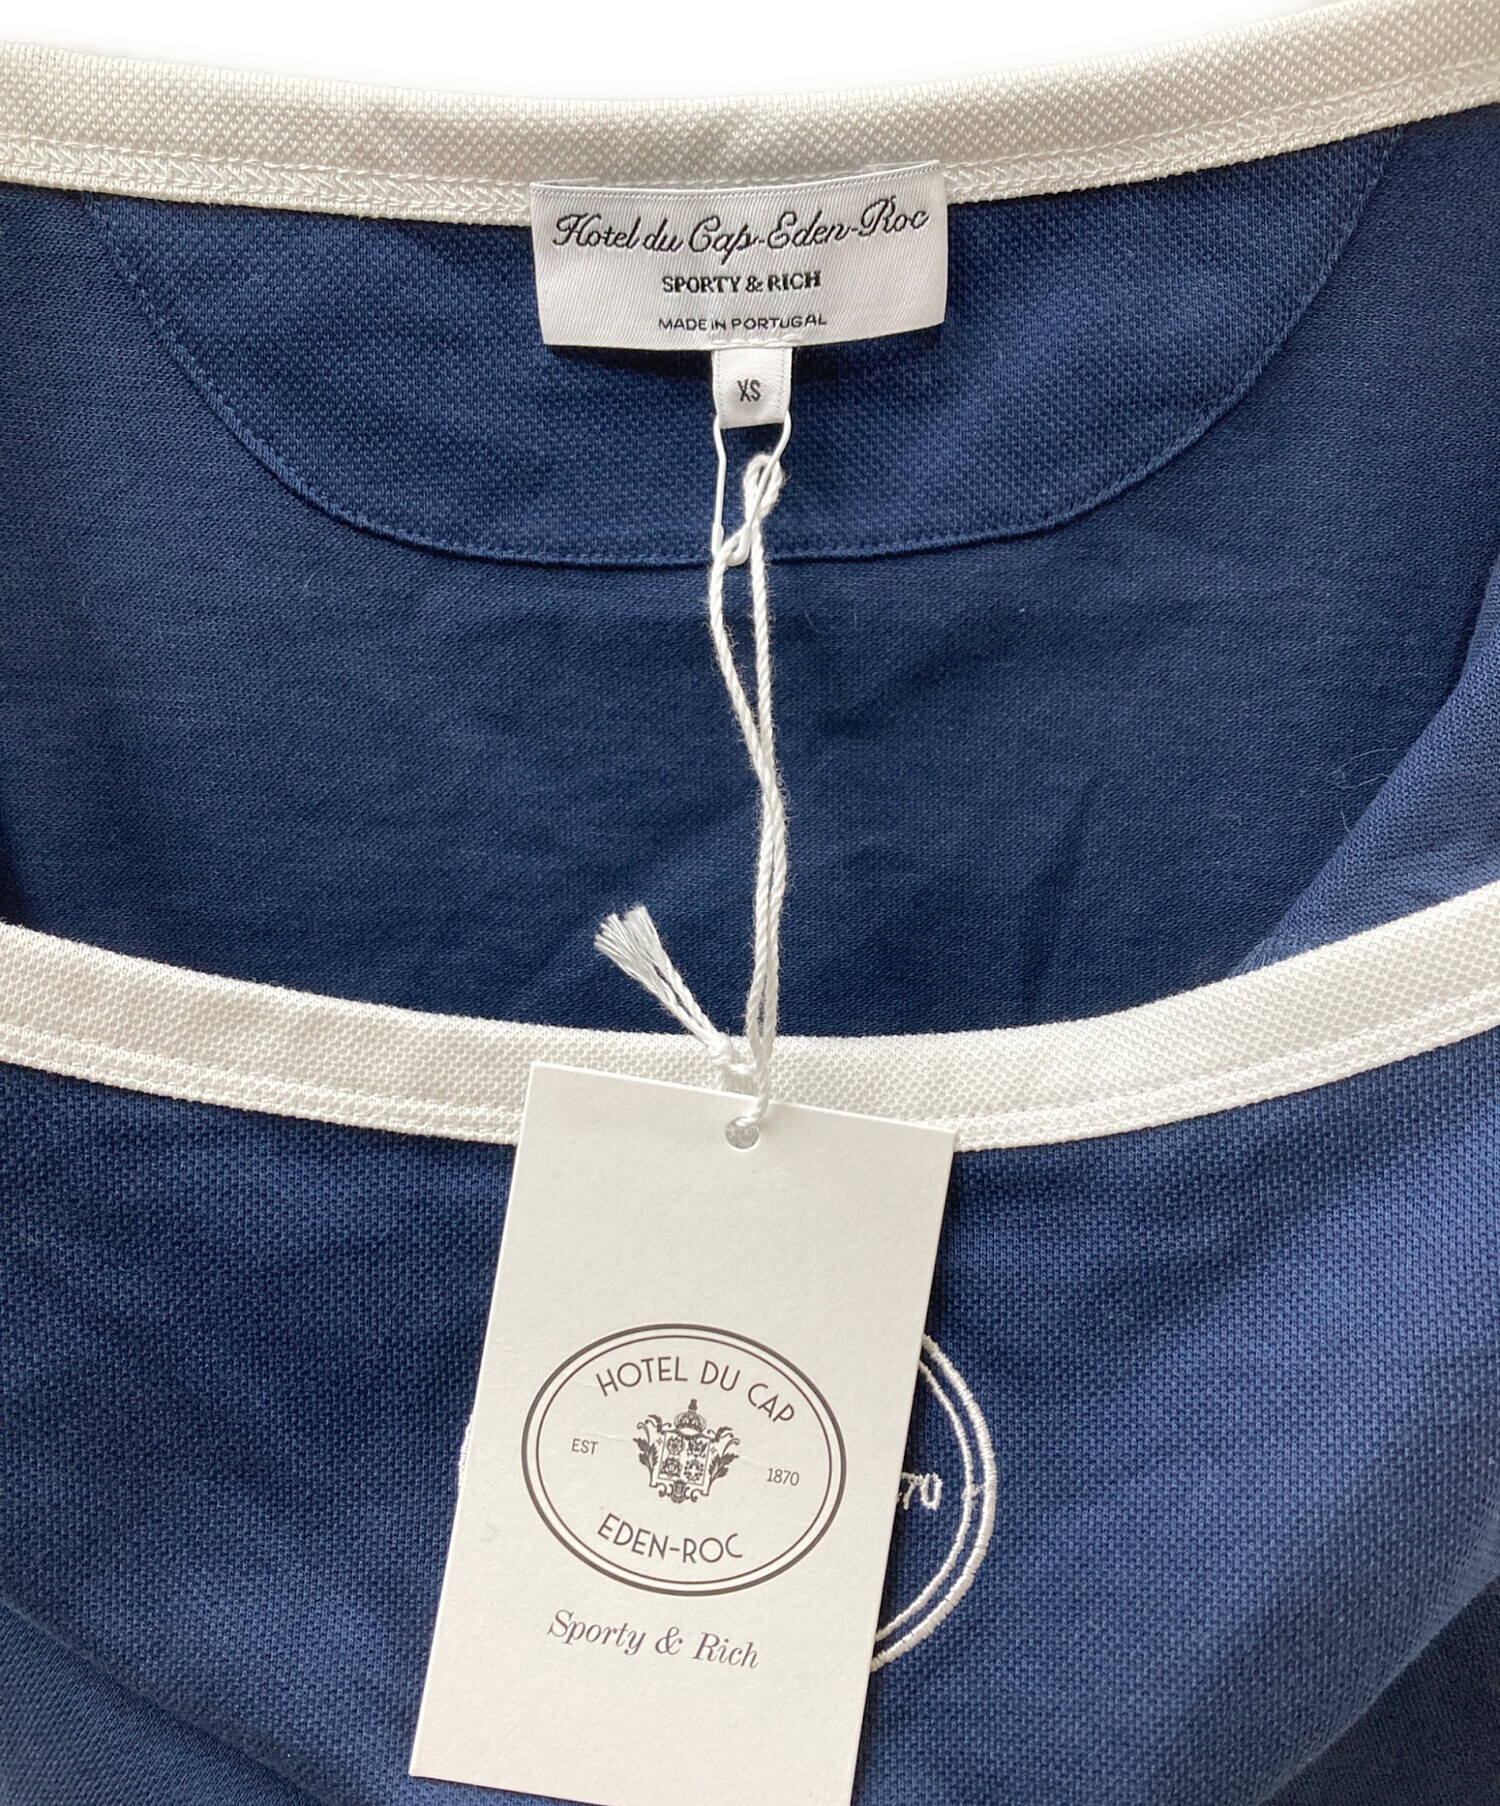 Hotel du Cap-Eden-Roc
SPORTY & RICH
MADE IN PORTUGAL
XS
HOTEL DU CAP
EST
1870
EDEN-ROC
Sporty & Rich